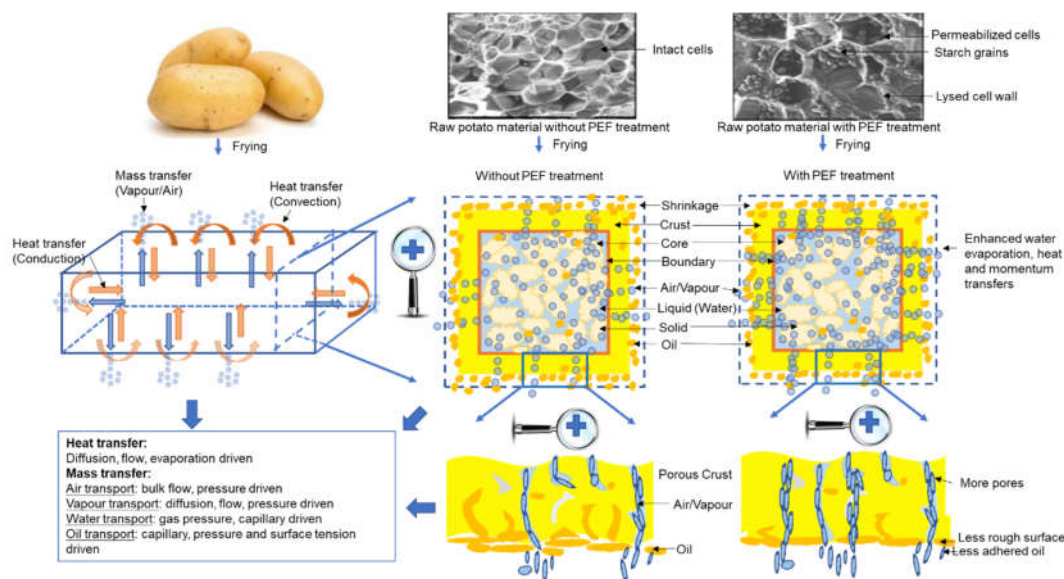 Intact cells
Permeabilized cells
Starch grains
Lysed cell wall
Raw potato material without PEF treatment
Raw potato material with PEF treatment
Frying
Frying
Frying
Mass transfer
(Vapour/Air)
Heat transfer
(Convection)
Heat transfer
(Conduction)
Without PEF treatment
With PEF treatment
Shrinkage
Crust
Core
Boundary
Air/Vapour
Liquid (Water)
Solid
Oil
Enhanced water
evaporation, heat
and momentum
transfers
Heat transfer:
Diffusion, flow, evaporation driven
Mass transfer:
Air transport: bulk flow, pressure driven
Vapour transport: diffusion, flow, pressure driven
Water transport: gas pressure, capillary driven
Oil transport: capillary, pressure and surface tension
driven
Porous Crust
Air/Vapour
Oil
More pores
Less rough surface
Less adhered oil